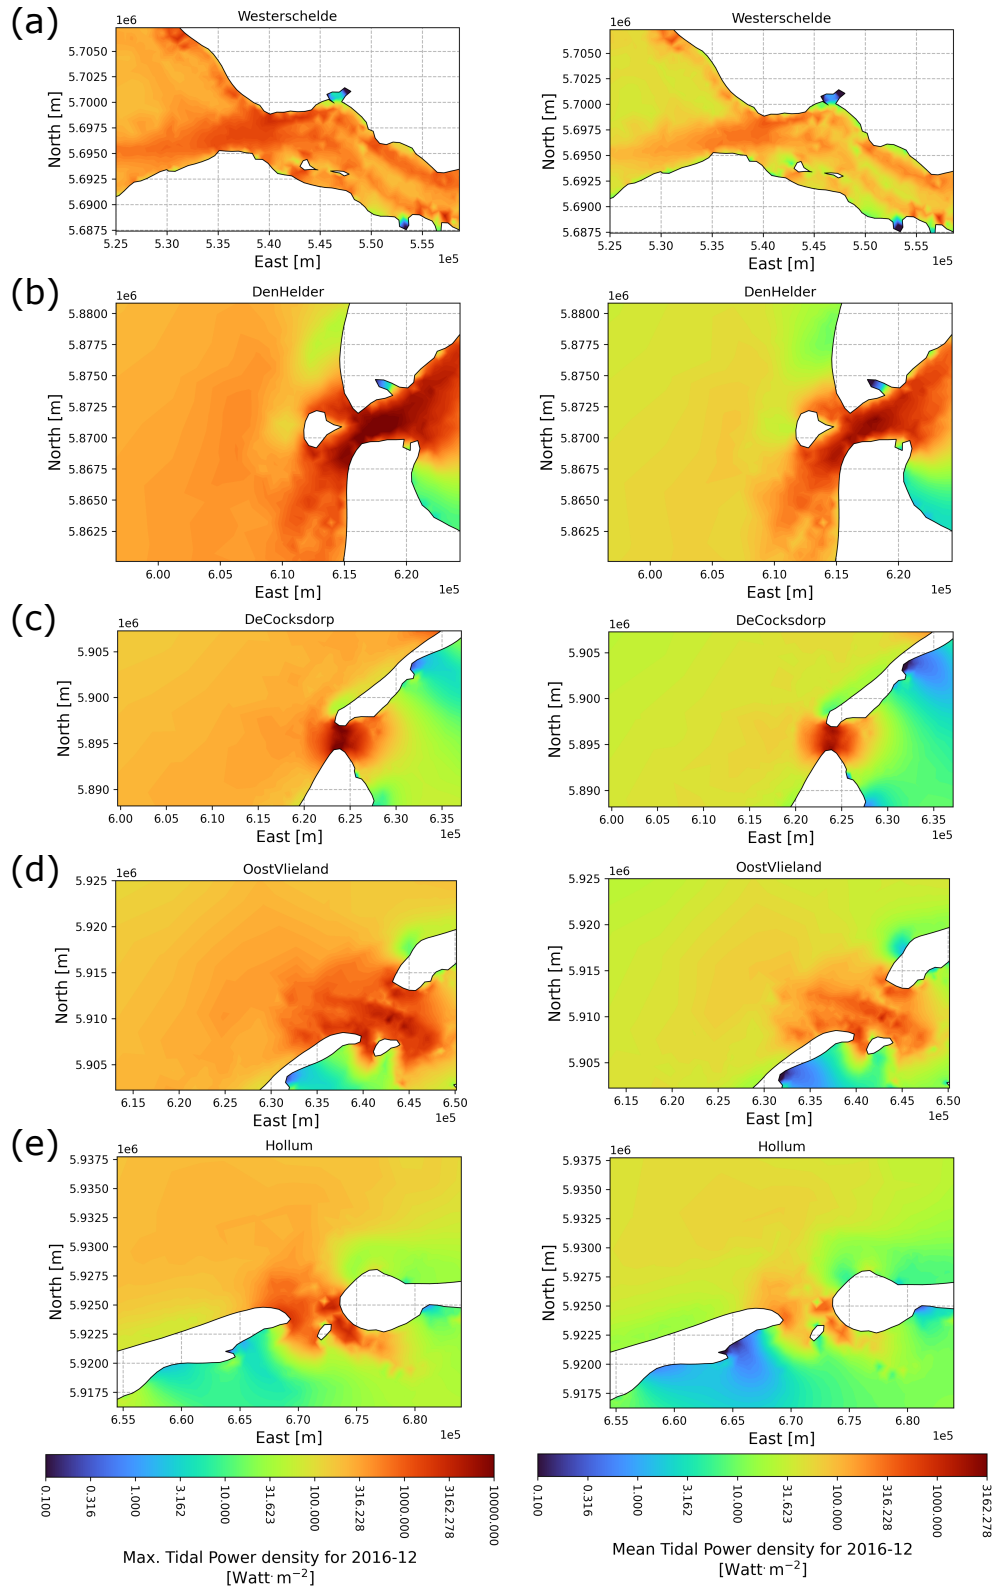 (a)
Westerschelde
1e6
5.7050
5.7025
5.7000
5.6975
5.6950
5.6925
5.6900
5.6875
North [m]
5.25 5.30 5.35 5.40 5.45 5.50 5.55
East [m]
1e5
Westerschelde
1e6
5.7050
5.7025
5.7000
5.6975
5.6950
5.6925
5.6900
5.6875
North [m]
5.25 5.30 5.35 5.40 5.45 5.50 5.55
East [m]
1e5
(b)
DenHelder
1e6
5.8800
5.8775
5.8750
5.8725
5.8700
5.8675
5.8650
5.8625
North [m]
6.00 6.05 6.10 6.15 6.20
East [m]
1e5
DenHelder
1e6
5.8800
5.8775
5.8750
5.8725
5.8700
5.8675
5.8650
5.8625
North [m]
6.00 6.05 6.10 6.15 6.20
East [m]
1e5
(c)
DeCocksdorp
1e6
5.905
5.900
5.895
5.890
North [m]
6.00 6.05 6.10 6.15 6.20 6.25 6.30 6.35
East [m]
1e5
DeCocksdorp
1e6
5.905
5.900
5.895
5.890
North [m]
6.00 6.05 6.10 6.15 6.20 6.25 6.30 6.35
East [m]
1e5
(d)
OostVlieland
1e6
5.925
5.920
5.915
5.910
5.905
North [m]
6.15 6.20 6.25 6.30 6.35 6.40 6.45 6.50
East [m]
1e5
OostVlieland
1e6
5.925
5.920
5.915
5.910
5.905
North [m]
6.15 6.20 6.25 6.30 6.35 6.40 6.45 6.50
East [m]
1e5
(e)
Hollum
1e6
5.9375
5.9350
5.9325
5.9300
5.9275
5.9250
5.9225
5.9200
5.9175
North [m]
6.55 6.60 6.65 6.70 6.75 6.80
East [m]
1e5
Hollum
1e6
5.9375
5.9350
5.9325
5.9300
5.9275
5.9250
5.9225
5.9200
5.9175
North [m]
6.55 6.60 6.65 6.70 6.75 6.80
East [m]
1e5
0.100 0.316 1.000 3.162 10.000 31.623 100.000 316.228 1000.000 3162.278 10000.000
Max. Tidal Power density for 2016-12
[Watt·m⁻²]
0.100 0.316 1.000 3.162 10.000 31.623 100.000 316.228 1000.000 3162.278
Mean Tidal Power density for 2016-12
[Watt·m⁻²]